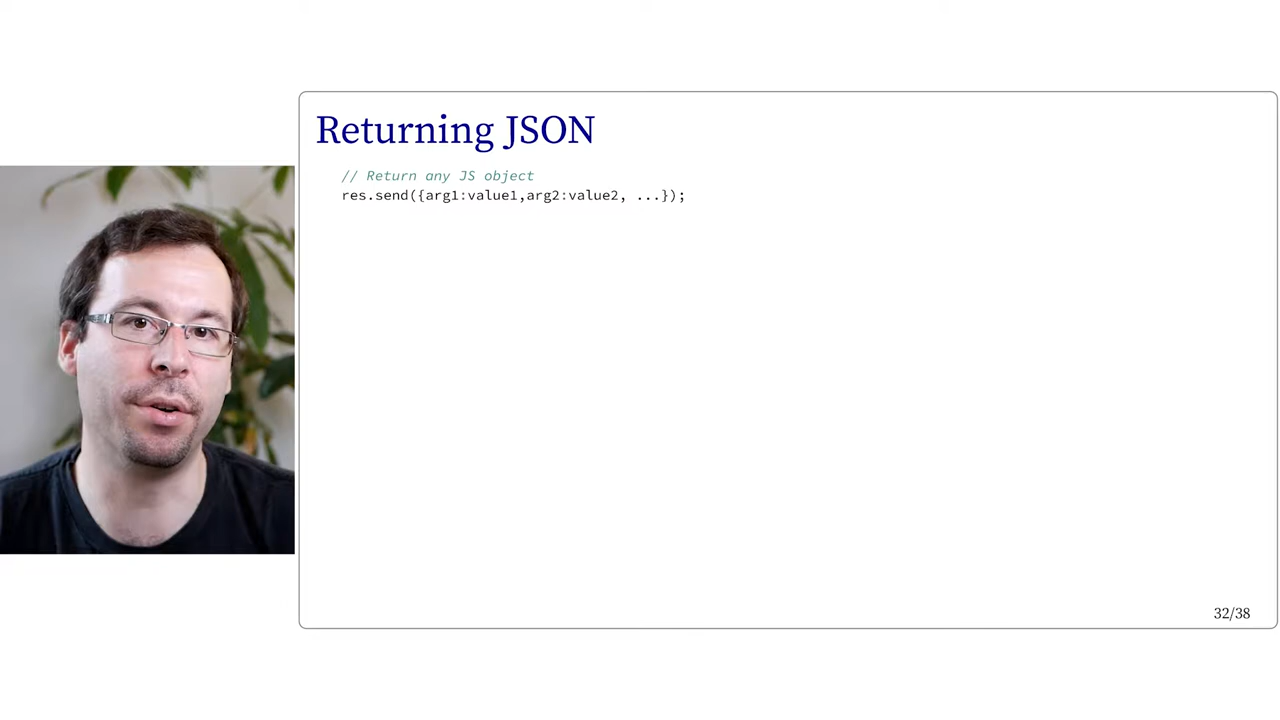 Returning JSON
// Return any JS object
res.send({arg1:value1,arg2:value2, ...});
32/38